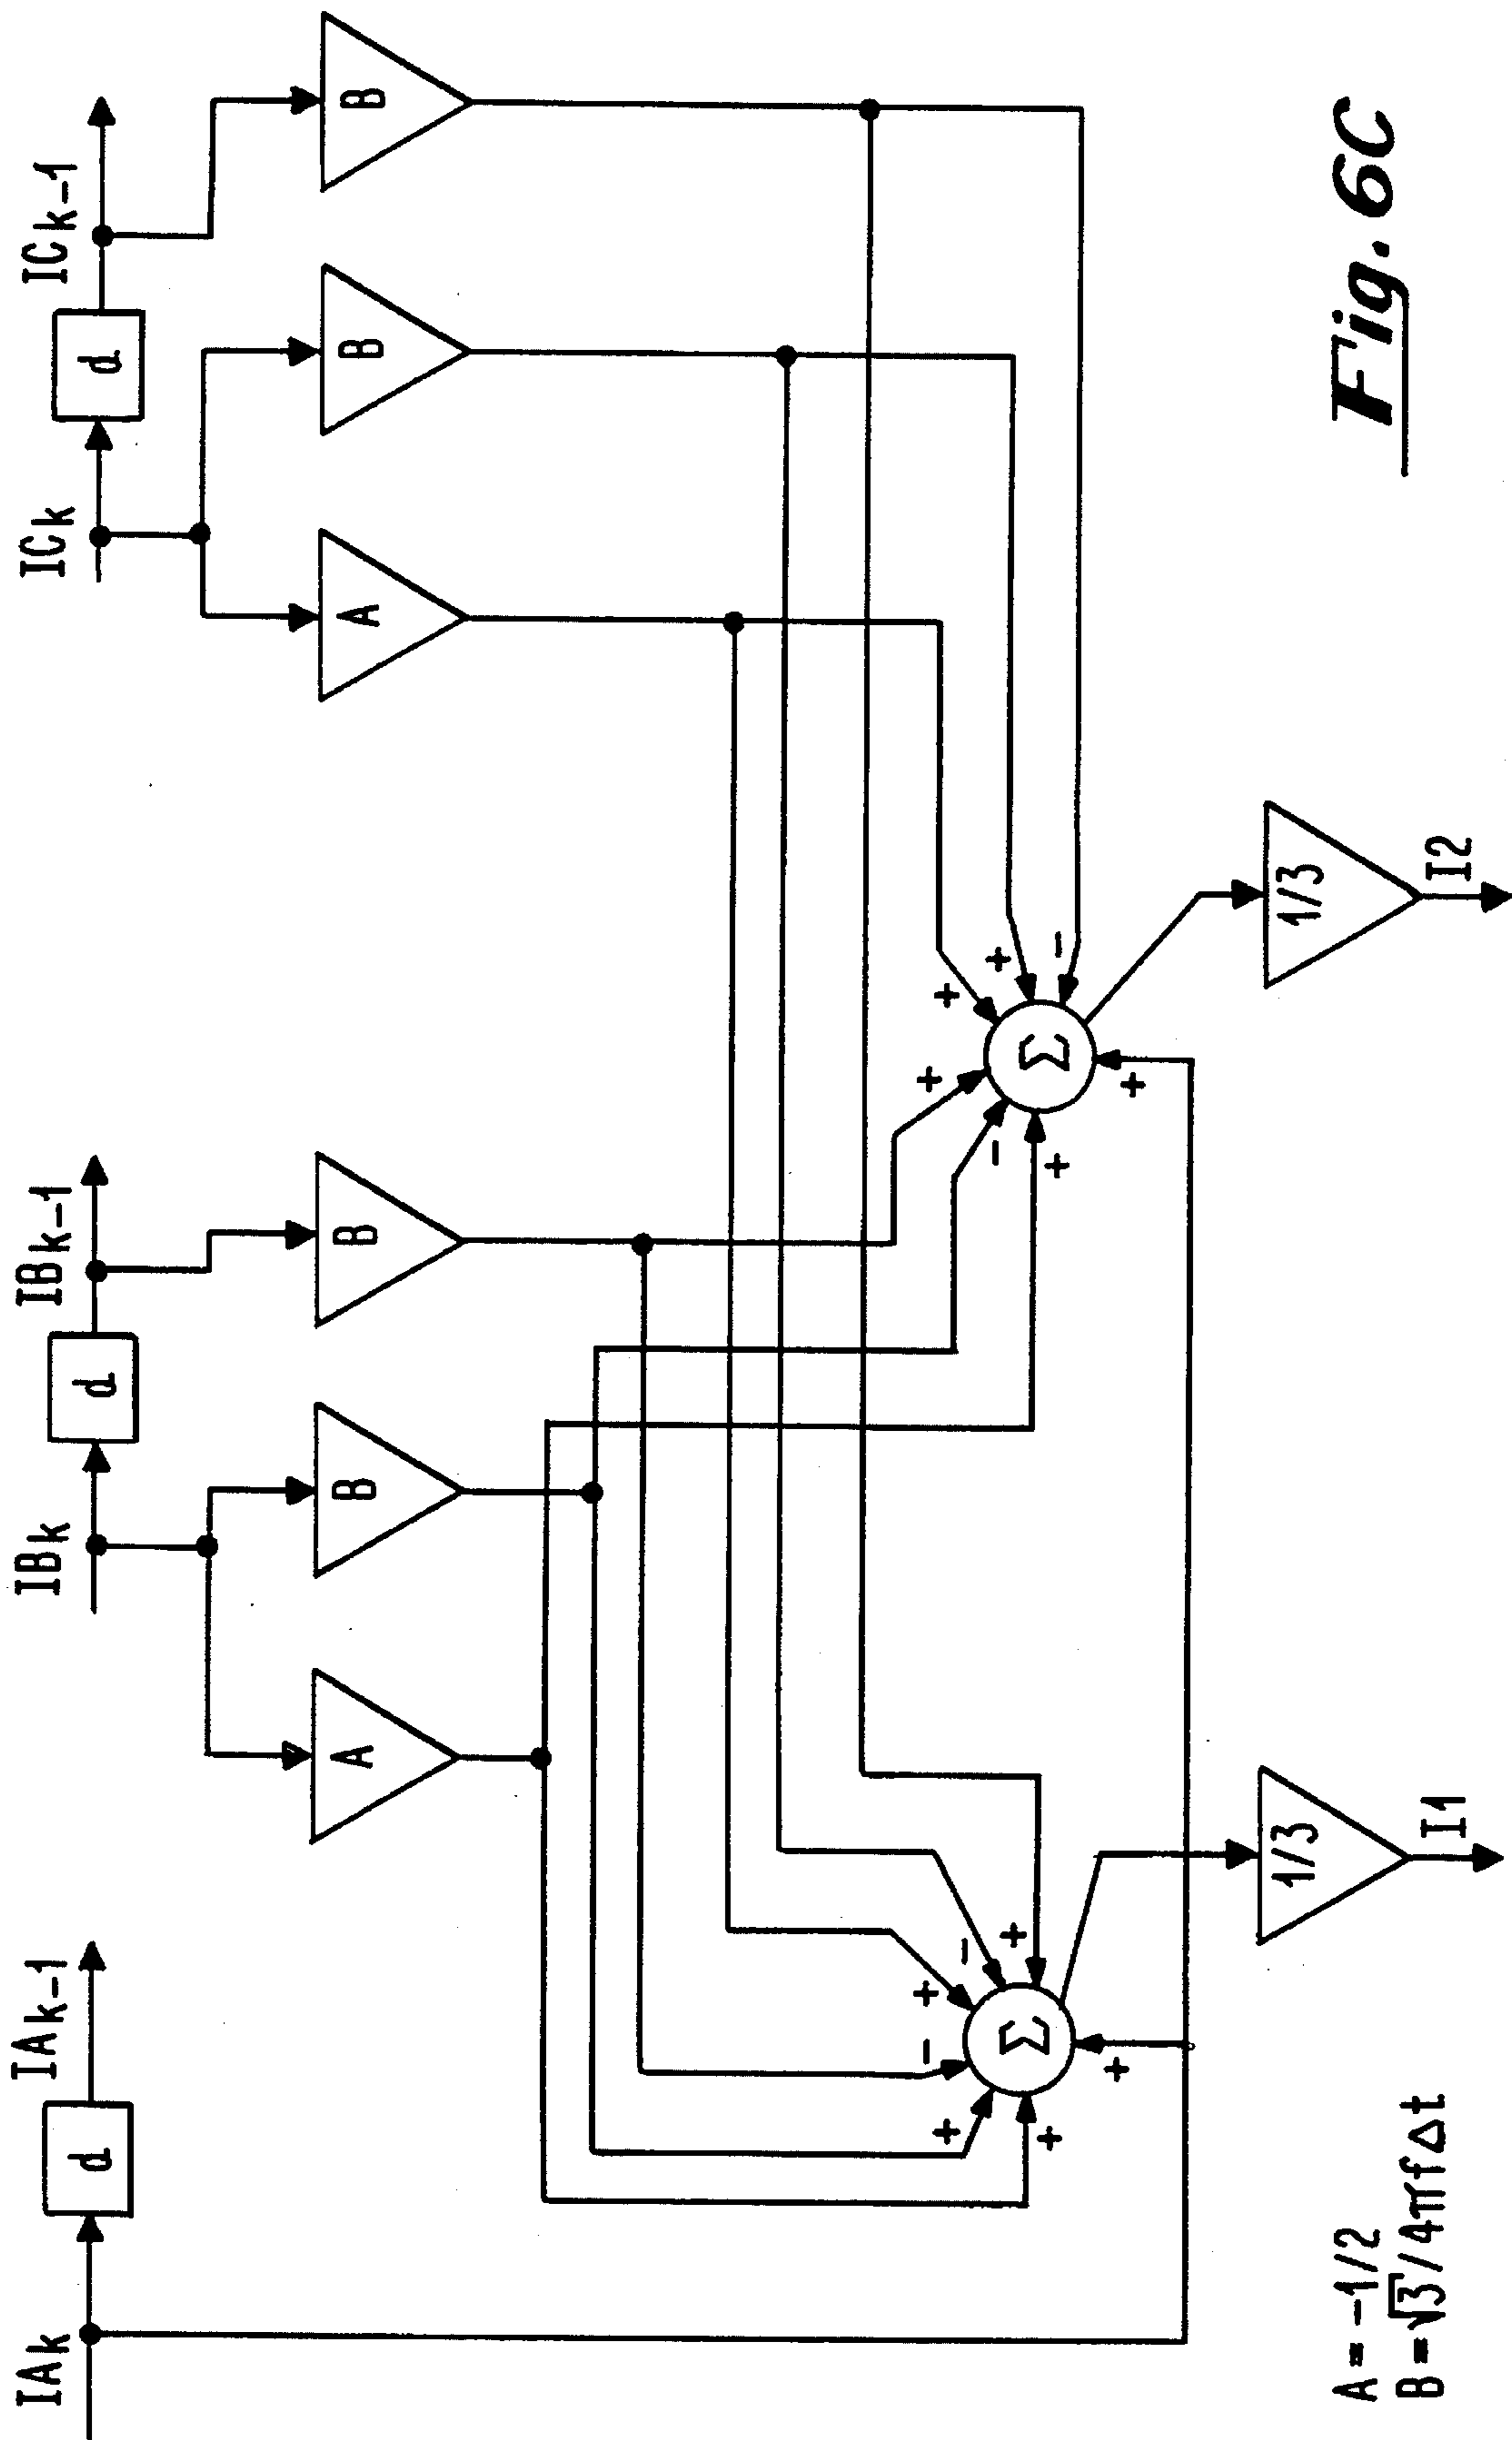 IAk IAk-1 IBk IBk-1 ICk ICk-1
d d d
A B B A B B
+ + - + - + +
Σ
+ - + + + - +
Σ
1/3 1/3
I1 I2
A = -1/2
B = √3/4πfΔt
Fig. 6C